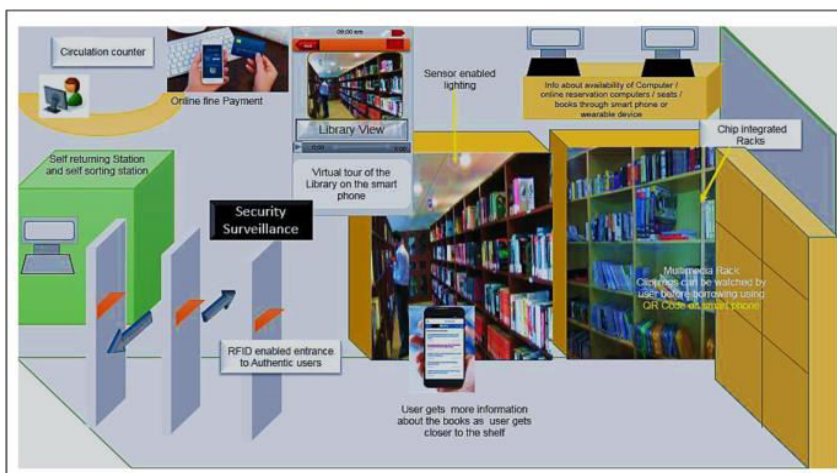 Circulation counter
Online fine Payment
09:00 am
Library View
0:00
Virtual tour of the
Library on the smart
phone
Sensor enabled
lighting
Info about availability of Computer /
online reservation computers / seats /
books through smart phone or
wearable device
Chip integrated
Racks
Self returning Station
and self sorting station
Security
Surveillance
Multimedia Rack
Clippings can be watched by
user before borrowing using
QR Code on smart phone
RFID enabled entrance
to Authentic users
User gets more information
about the books as user gets
closer to the shelf